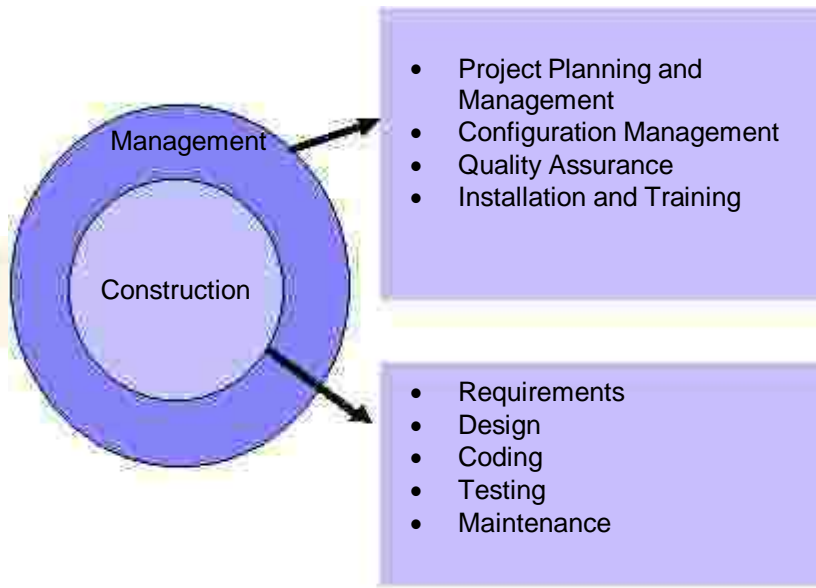 Management
Construction
• Project Planning and
Management
• Configuration Management
• Quality Assurance
• Installation and Training
• Requirements
• Design
• Coding
• Testing
• Maintenance